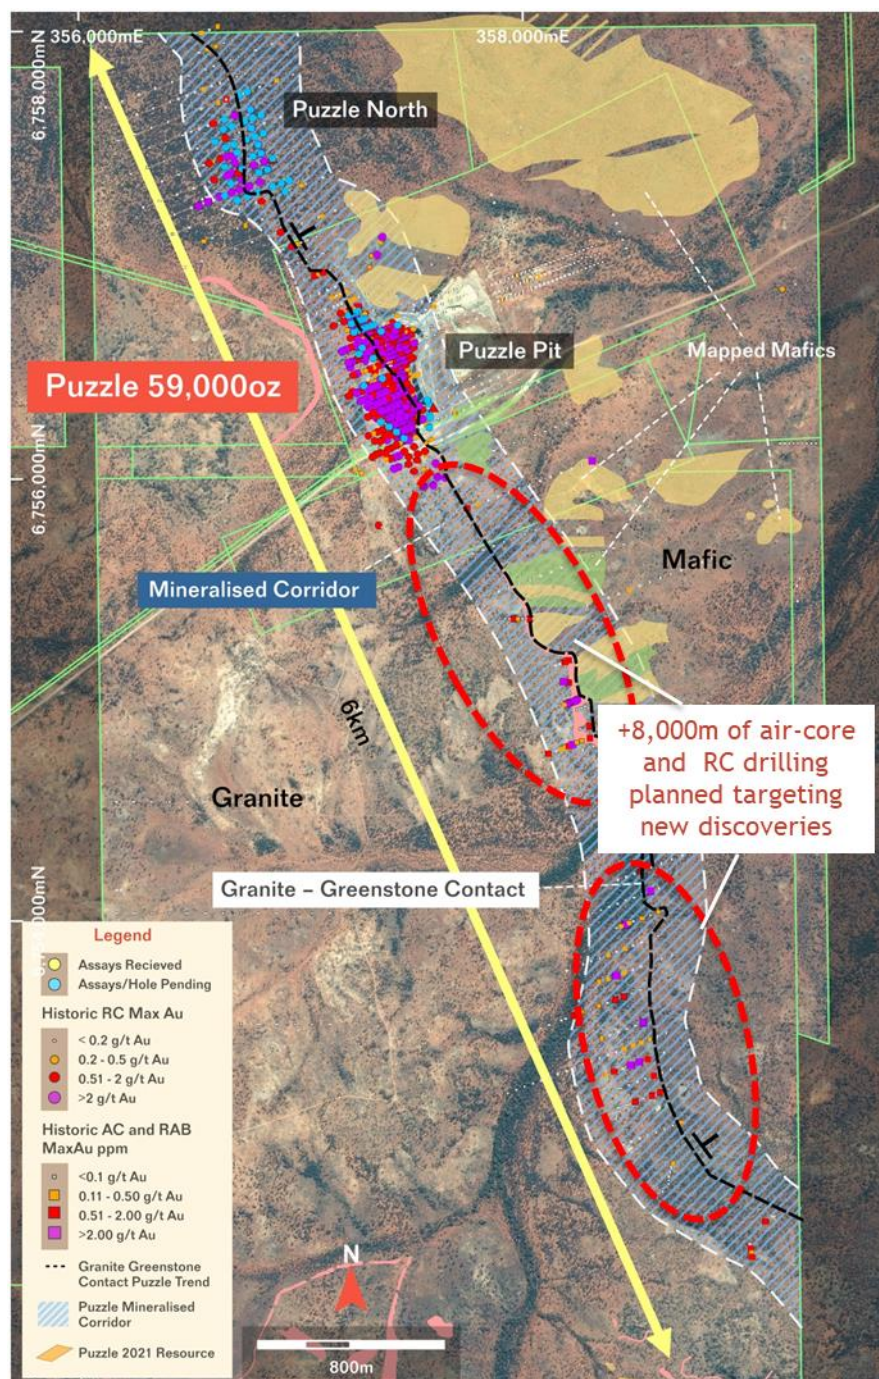 356,000mE
358,000mE
6,758,000mN
Puzzle North
Puzzle Pit
Mapped Mafics
Puzzle 59,000oz
6,756,000mN
Mafic
Mineralised Corridor
6km
+8,000m of air-core
and RC drilling
planned targeting
new discoveries
Granite
Granite – Greenstone Contact
Legend
Assays Recieved
Assays/Hole Pending
Historic RC Max Au
< 0.2 g/t Au
0.2 - 0.5 g/t Au
0.51 - 2 g/t Au
>2 g/t Au
Historic AC and RAB
MaxAu ppm
<0.1 g/t Au
0.11 - 0.50 g/t Au
0.51 - 2.00 g/t Au
>2.00 g/t Au
Granite Greenstone
Contact Puzzle Trend
Puzzle Mineralised
Corridor
Puzzle 2021 Resource
N
800m